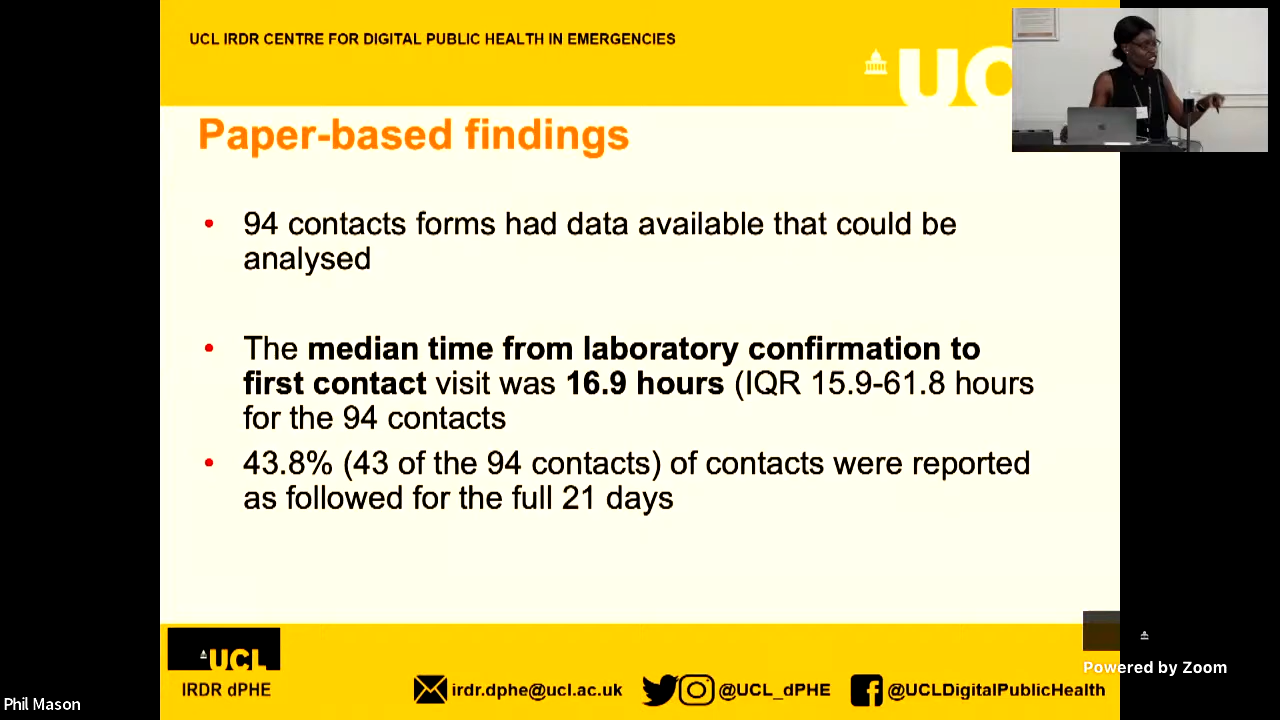 UCL IRDR CENTRE FOR DIGITAL PUBLIC HEALTH IN EMERGENCIES
UC
Paper-based findings
• 94 contacts forms had data available that could be
analysed
• The median time from laboratory confirmation to
first contact visit was 16.9 hours (IQR 15.9-61.8 hours
for the 94 contacts
• 43.8% (43 of the 94 contacts) of contacts were reported
as followed for the full 21 days
UCL
IRDR dPHE
irdr.dphe@ucl.ac.uk
@UCL_dPHE
@UCLDigitalPublicHealth
Powered by Zoom
Phil Mason